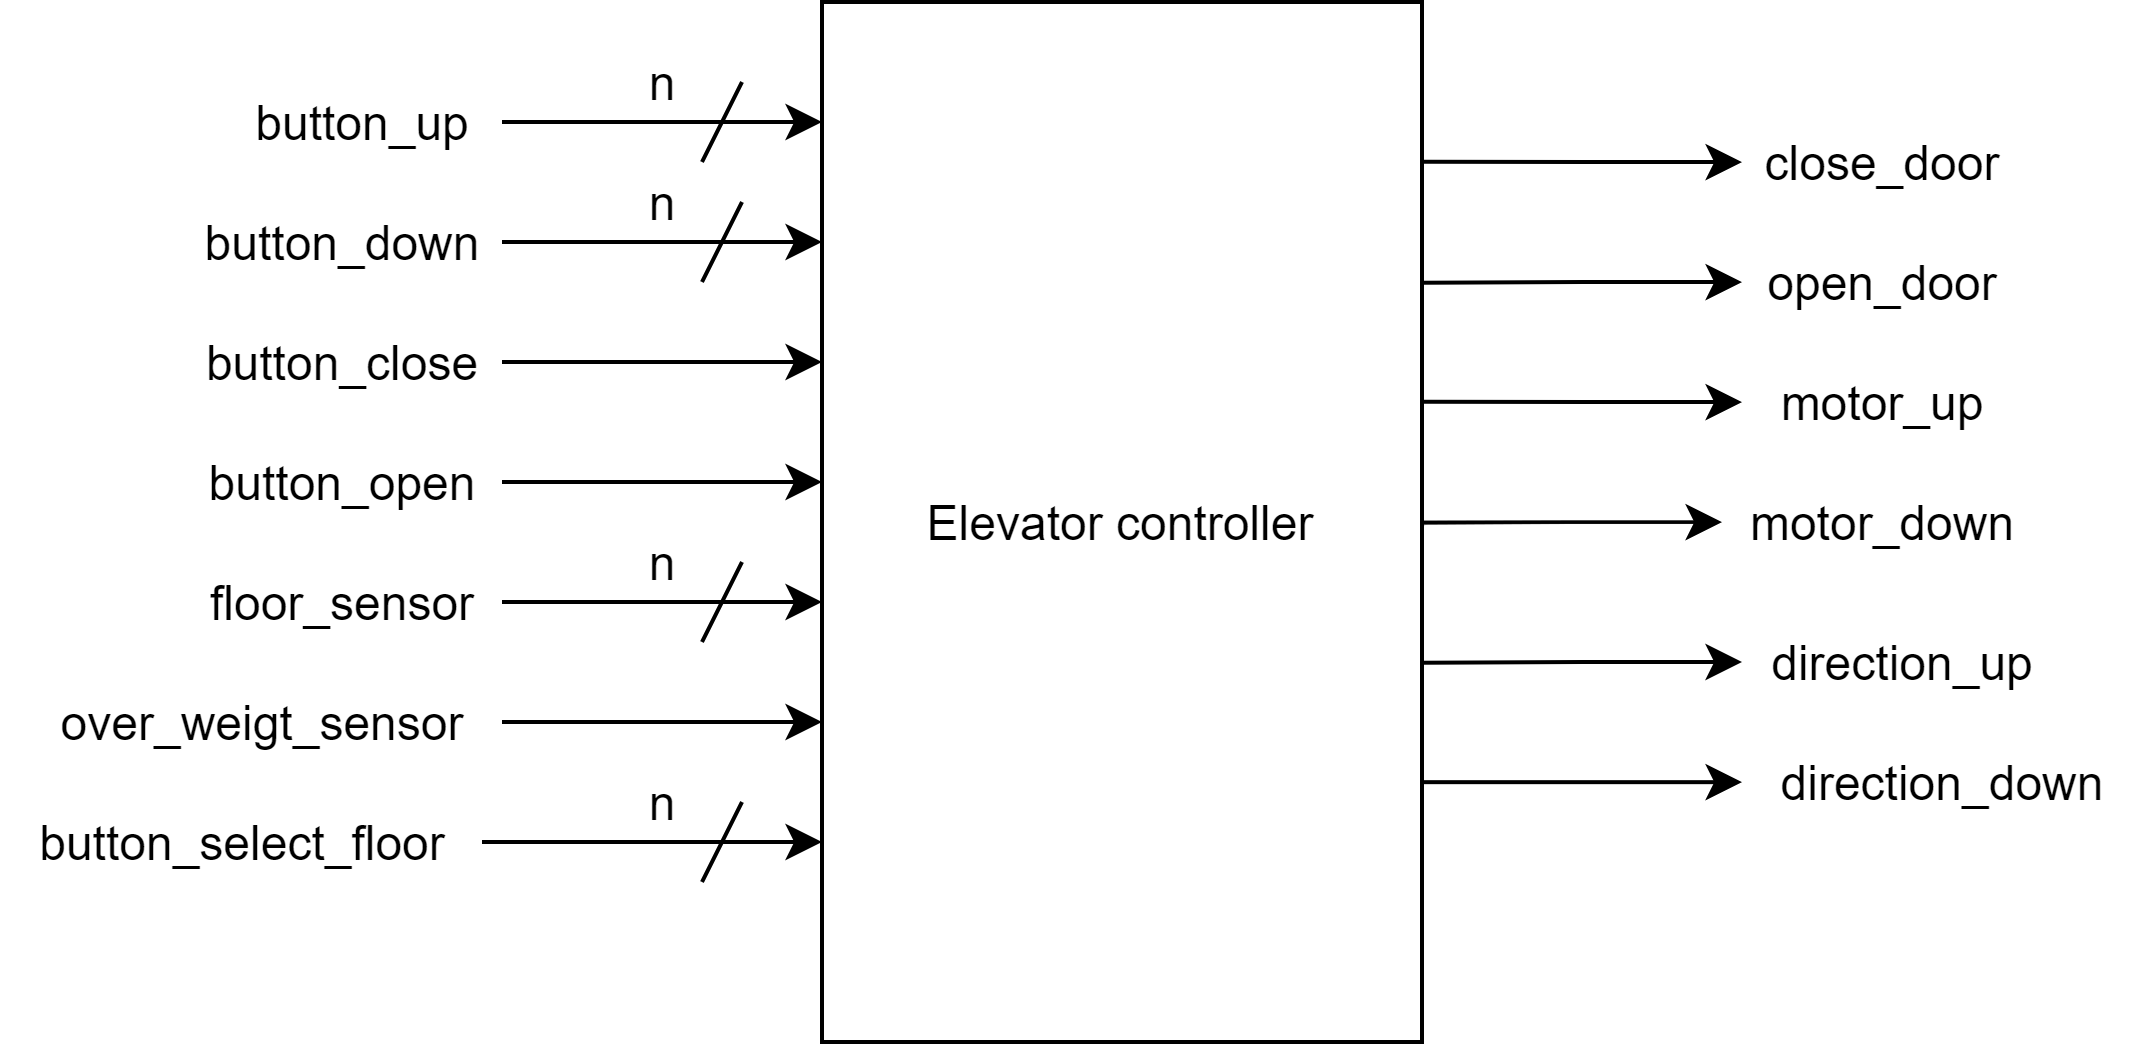 n
button_up
n
button_down
button_close
button_open
n
floor_sensor
over_weigt_sensor
n
button_select_floor
Elevator controller
close_door
open_door
motor_up
motor_down
direction_up
direction_down